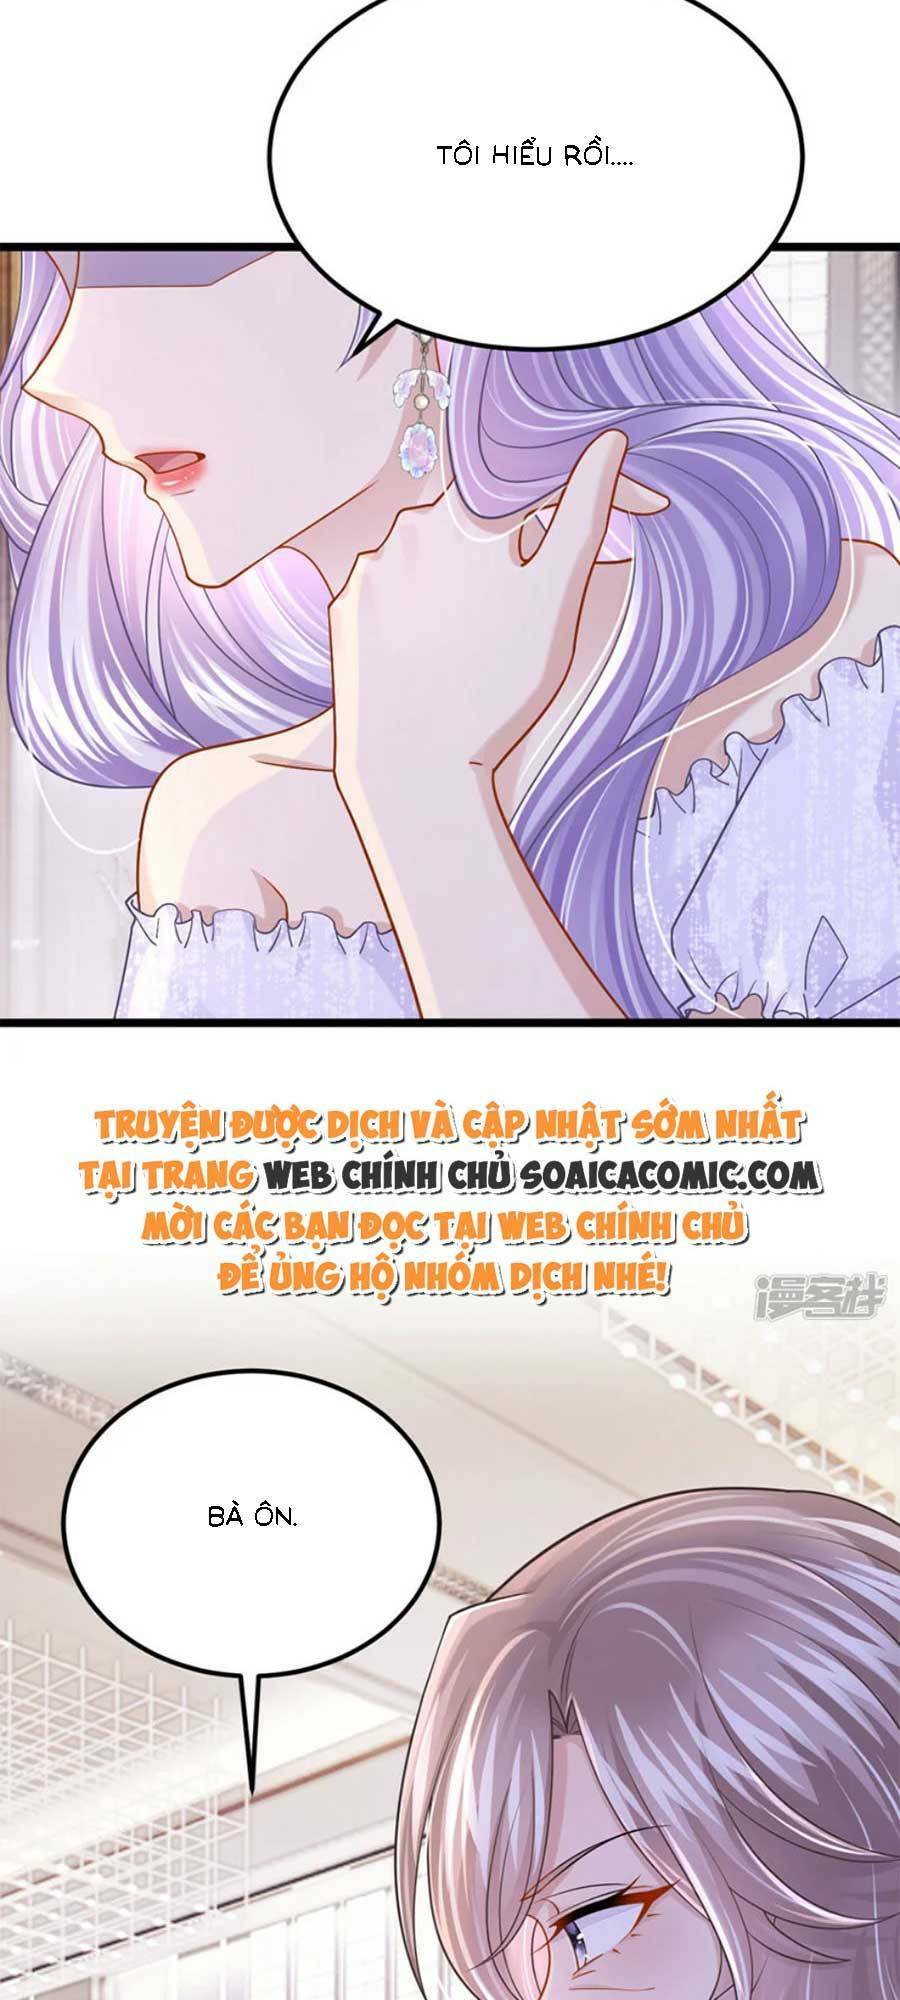 TÔI HIỂU RỒI....
TRUYỆN ĐƯỢC DỊCH VÀ CẬP NHẬT SỚM NHẤT
TẠI TRANG WEB CHÍNH CHỦ SOAICACOMIC.COM
MỜI CÁC BẠN ĐỌC TẠI WEB CHÍNH CHỦ
ĐỂ ỦNG HỘ NHÓM DỊCH NHÉ!
漫客栈
BÀ ÔN.